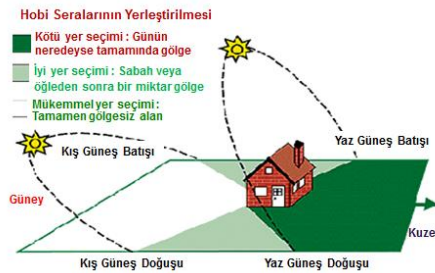 Hobi Seralarının Yerleştirilmesi
Kötü yer seçimi : Günün
neredeyse tamamında gölge
İyi yer seçimi : Sabah veya
öğleden sonra bir miktar gölge
Mükemmel yer seçimi :
Tamamen gölgesiz alan
Kış Güneş Batışı
Yaz Güneş Batışı
Güney
Kuze
Kış Güneş Doğuşu
Yaz Güneş Doğuşu